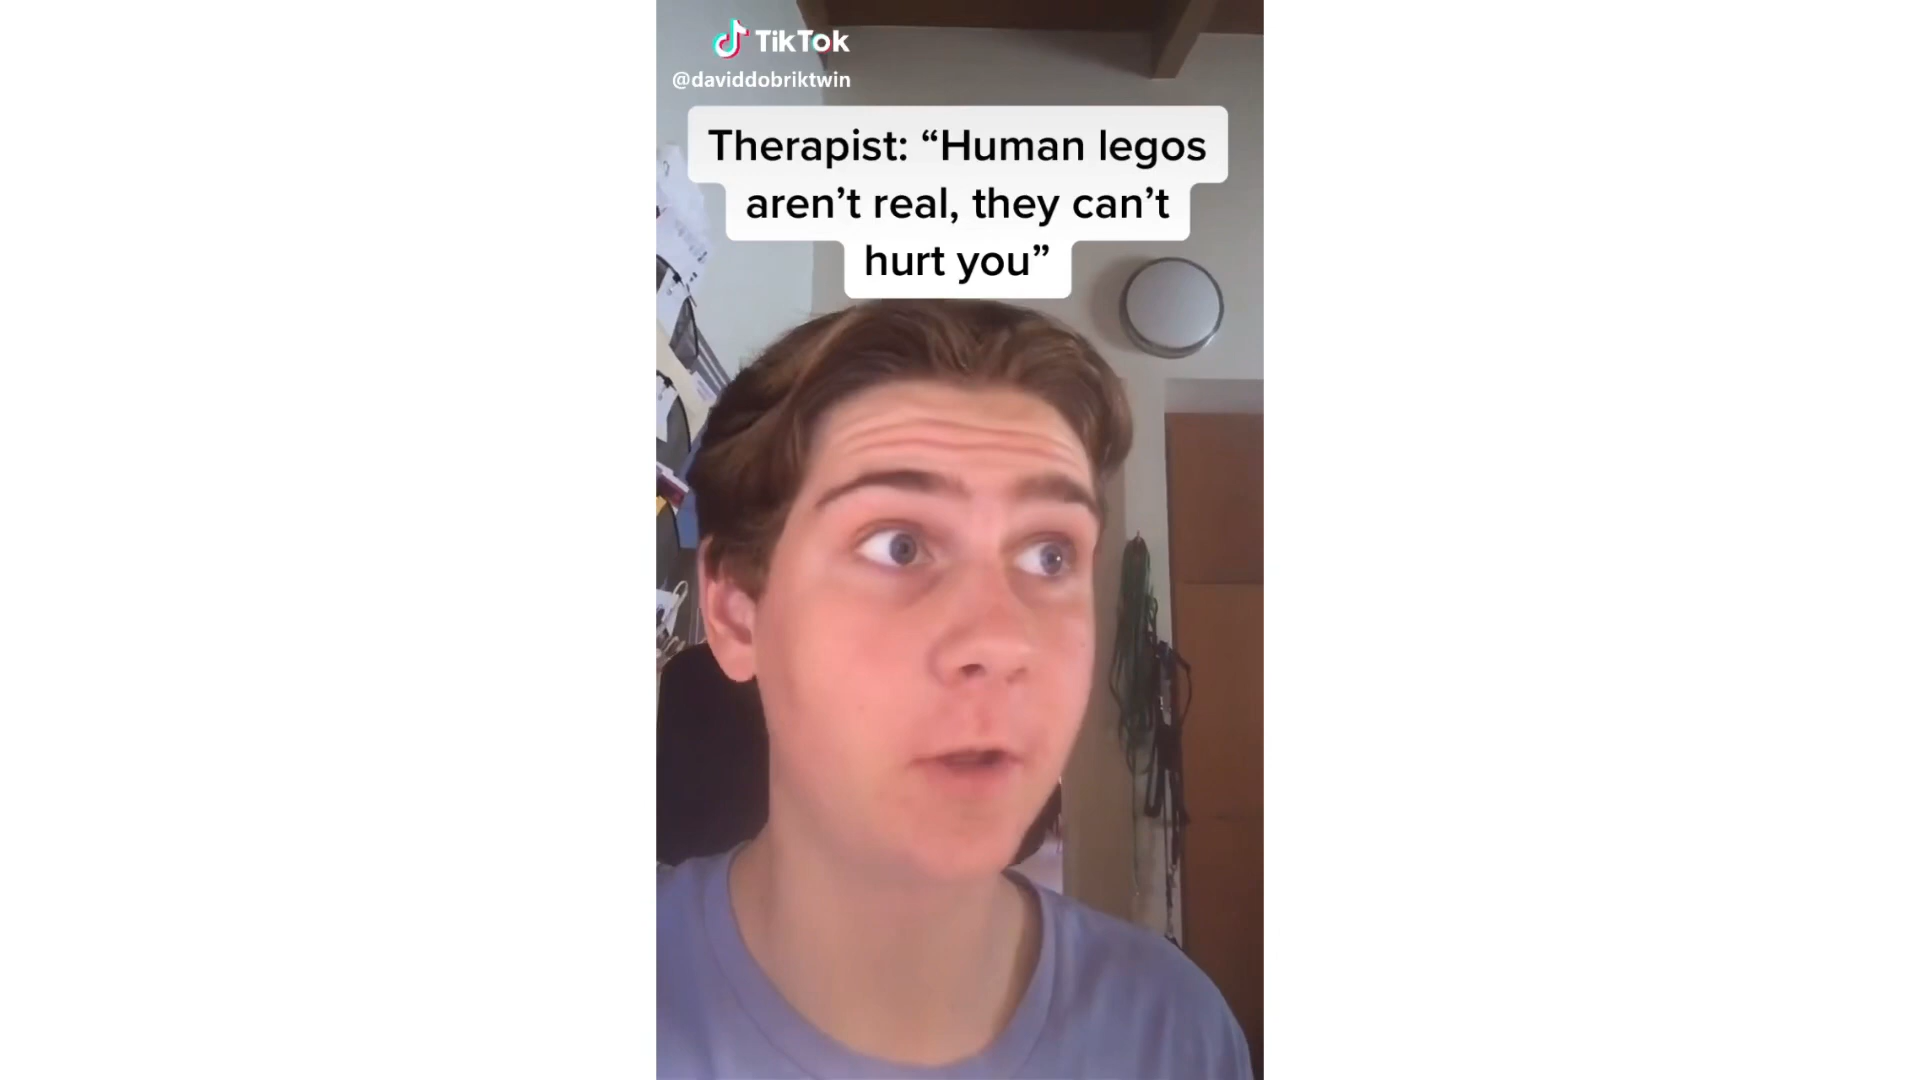 TikTok
@daviddobriktwin
Therapist: “Human legos
aren’t real, they can’t
hurt you”